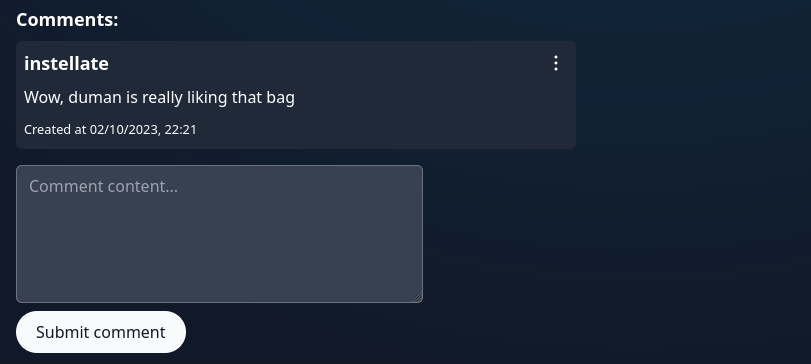 Comments:
instellate
Wow, duman is really liking that bag
Created at 02/10/2023, 22:21
Comment content...
Submit comment